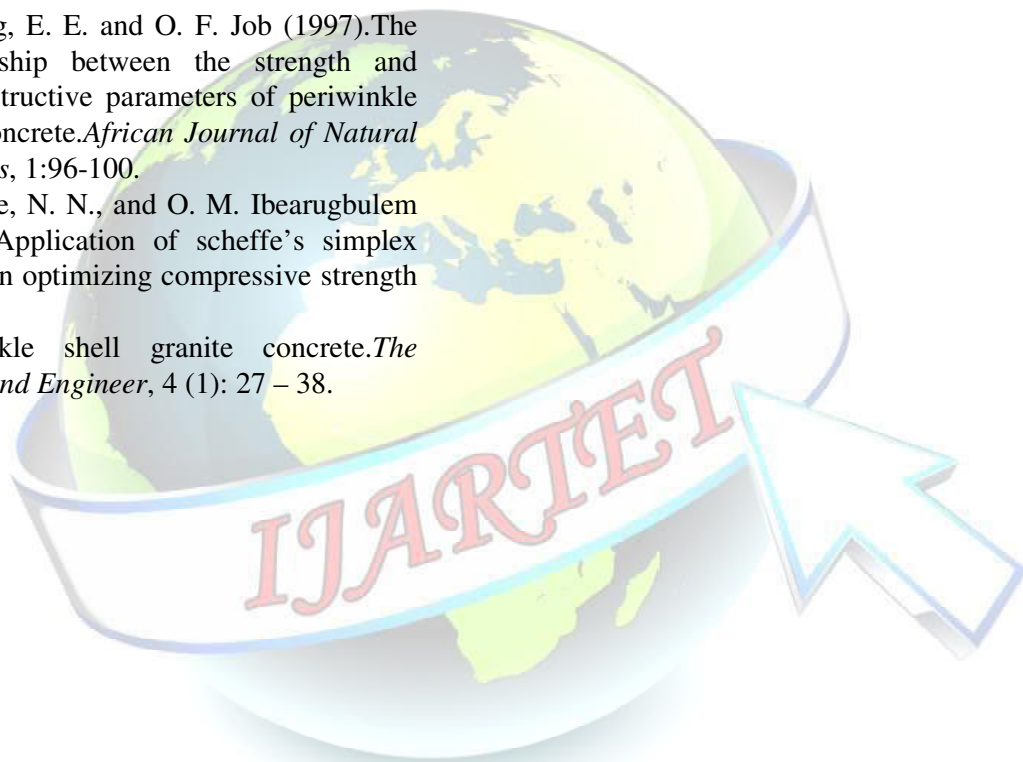 g, E. E. and O. F. Job (1997).The
ship between the strength and
structive parameters of periwinkle
oncrete.African Journal of Natural
s, 1:96-100.
e, N. N., and O. M. Ibearugbulem
Application of scheffe's simplex
n optimizing compressive strength
kle shell granite concrete.The
nd Engineer, 4 (1): 27 – 38.
IJARTET